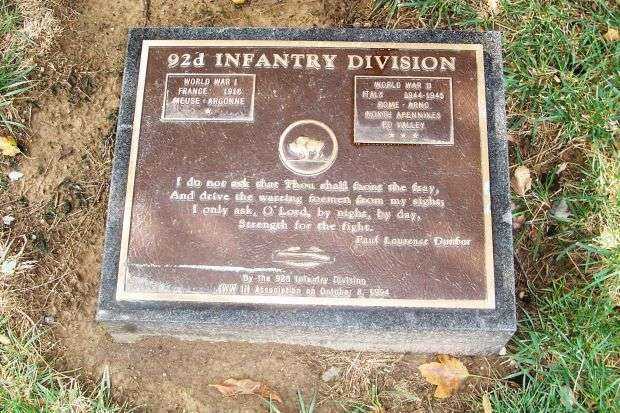 92d INFANTRY DIVISION
WORLD WAR I
FRANCE 1918
MEUSE - ARGONNE
★
WORLD WAR II
ITALY 1944-1945
ROME - ARNO
NORTH APENNINES
PO VALLEY
★ ★ ★
I do not ask that Thou shall front the fray,
And drive the warring foemen from my sight;
I only ask, O' Lord, by night, by day,
Strength for the fight.
Paul Laurence Dunbar
By the 92d Infantry Division
(WW II) Association on October 8, 1994